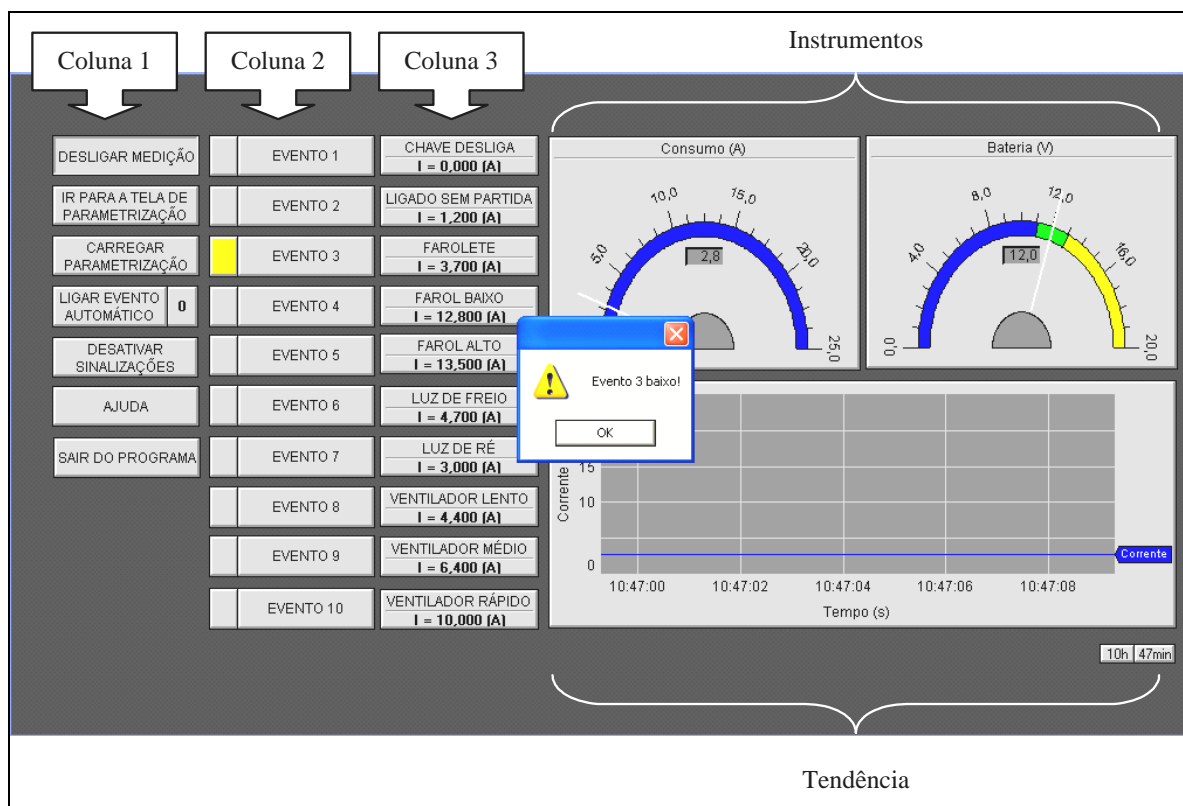 Instrumentos
Coluna 1
Coluna 2
Coluna 3
DESLIGAR MEDIÇÃO
IR PARA A TELA DE
PARAMETRIZAÇÃO
CARREGAR
PARAMETRIZAÇÃO
LIGAR EVENTO
AUTOMÁTICO
0
DESATIVAR
SINALIZAÇÕES
AJUDA
SAIR DO PROGRAMA
EVENTO 1
EVENTO 2
EVENTO 3
EVENTO 4
EVENTO 5
EVENTO 6
EVENTO 7
EVENTO 8
EVENTO 9
EVENTO 10
CHAVE DESLIGA
I = 0,000 (A)
LIGADO SEM PARTIDA
I = 1,200 (A)
FAROLETE
I = 3,700 (A)
FAROL BAIXO
I = 12,800 (A)
FAROL ALTO
I = 13,500 (A)
LUZ DE FREIO
I = 4,700 (A)
LUZ DE RÉ
I = 3,000 (A)
VENTILADOR LENTO
I = 4,400 (A)
VENTILADOR MÉDIO
I = 6,400 (A)
VENTILADOR RÁPIDO
I = 10,000 (A)
Consumo (A)
5,0
10,0
15,0
20,0
25,0
2,8
Bateria (V)
0,0
4,0
8,0
12,0
16,0
20,0
12,0
Evento 3 baixo!
OK
Corrente
15
10
0
Corrente
10:47:00
10:47:02
10:47:04
10:47:06
10:47:08
Tempo (s)
10h
47min
Tendência